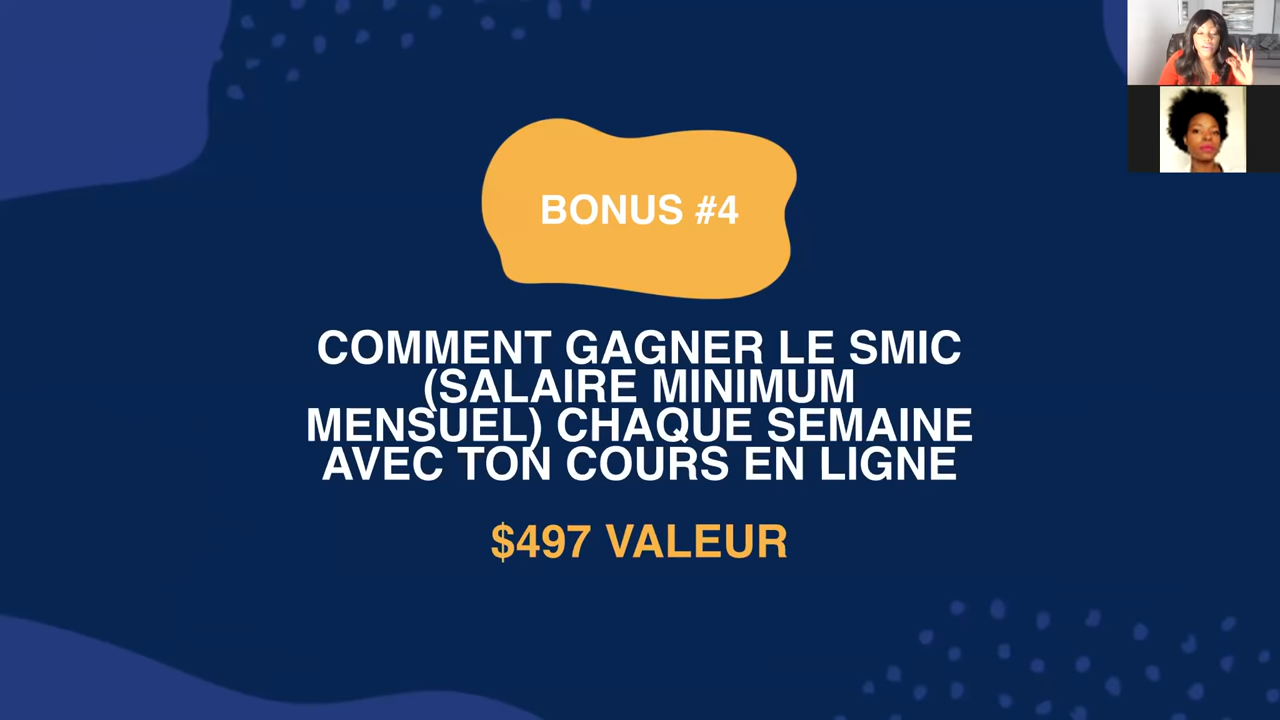 BONUS #4
COMMENT GAGNER LE SMIC
(SALAIRE MINIMUM
MENSUEL) CHAQUE SEMAINE
AVEC TON COURS EN LIGNE
$497 VALEUR